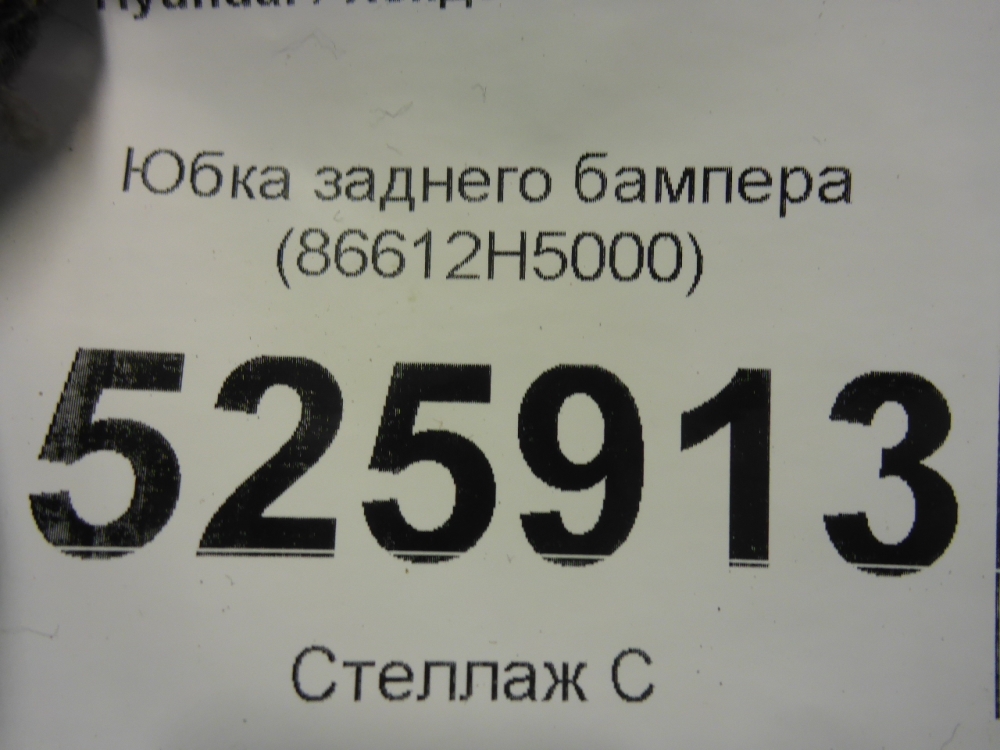 Юбка заднего бампера
(86612H5000)
525913
Стеллаж С